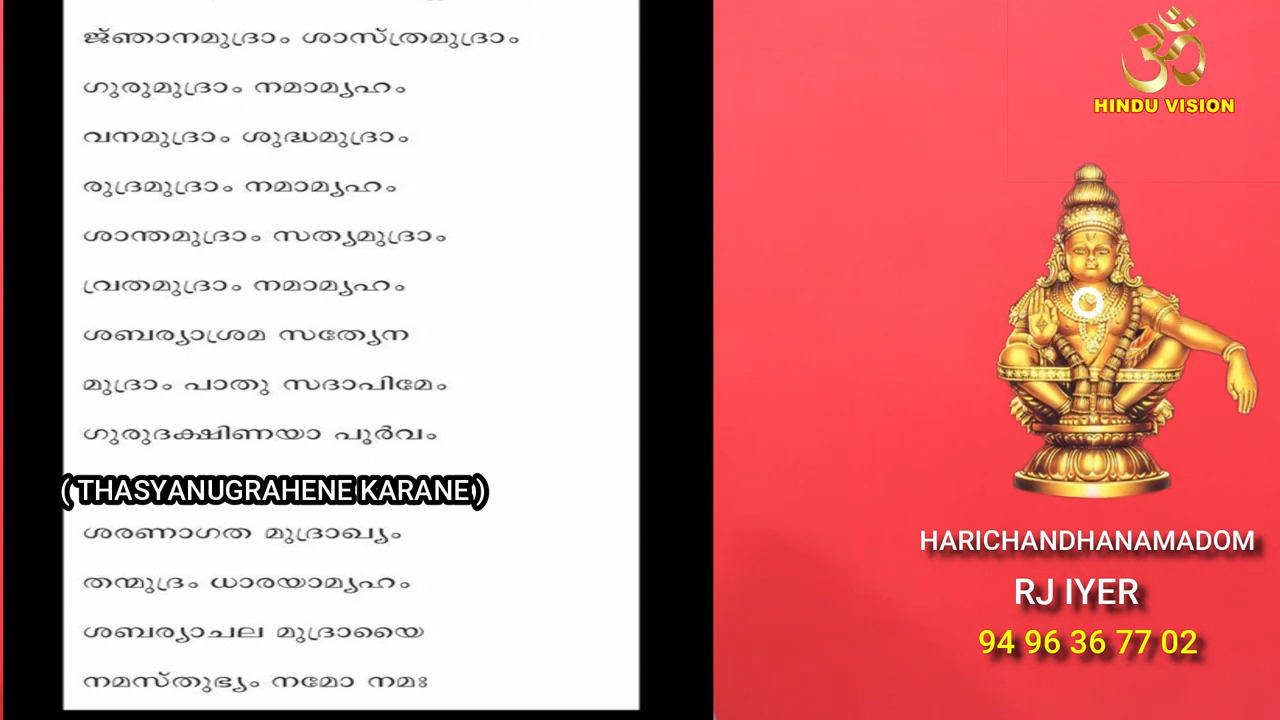 ജ്ഞാനമുദ്രാം ശാസ്ത്രമുദ്രാം
ഗുരുമുദ്രാം നമാമ്യഹം
വനമുദ്രാം ശുദ്ധമുദ്രാം
രുദ്രമുദ്രാം നമാമ്യഹം
ശാന്തമുദ്രാം സത്യമുദ്രാം
വ്രതമുദ്രാം നമാമ്യഹം
ശബര്യാശ്രമ സത്യേന
മുദ്രാം പാതു സദാപിമേം
ഗുരുദക്ഷിണയാ പൂർവം
( THASYANUGRAHENE KARANE )
ശരണാഗത മുദ്രാഖ്യം
തന്മുദ്രം ധാരയാമ്യഹം
ശബര്യാചല മുദ്രായൈ
നമസ്തുഭ്യം നമോ നമഃ
ॐ
HINDU VISION
HARICHANDHANAMADOM
RJ IYER
94 96 36 77 02